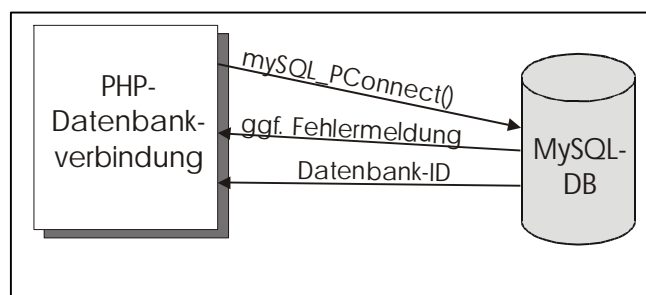 PHP-
Datenbank-
verbindung
mySQL_PConnect()
ggf. Fehlermeldung
Datenbank-ID
MySQL-
DB